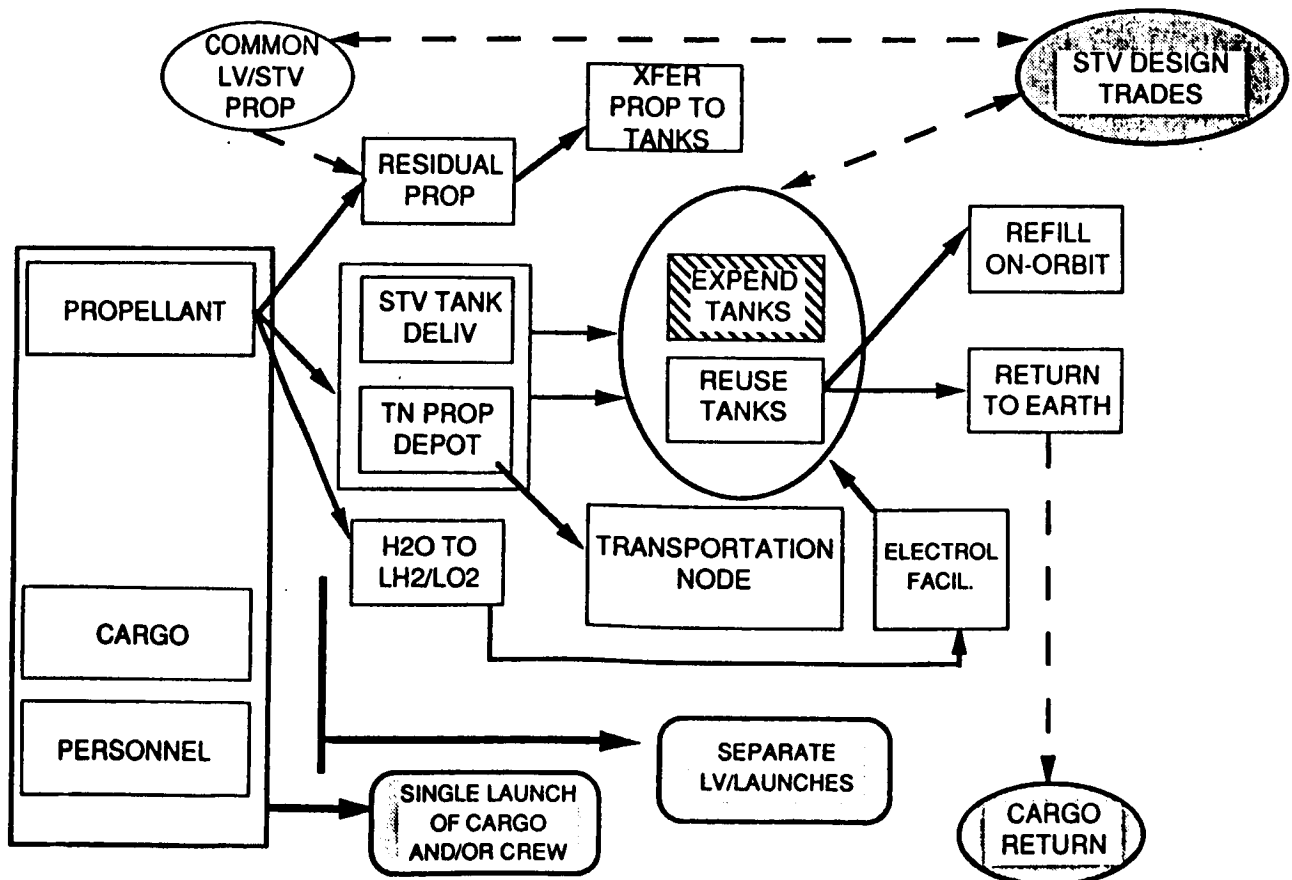 COMMON
LV/STV
PROP
STV DESIGN
TRADES
XFER
PROP TO
TANKS
RESIDUAL
PROP
REFILL
ON-ORBIT
EXPEND
TANKS
STV TANK
DELIV
PROPELLANT
REUSE
TANKS
RETURN
TO EARTH
TN PROP
DEPOT
H2O TO
LH2/LO2
TRANSPORTATION
NODE
ELECTROL
FACIL.
CARGO
PERSONNEL
SEPARATE
LV/LAUNCHES
SINGLE LAUNCH
OF CARGO
AND/OR CREW
CARGO
RETURN